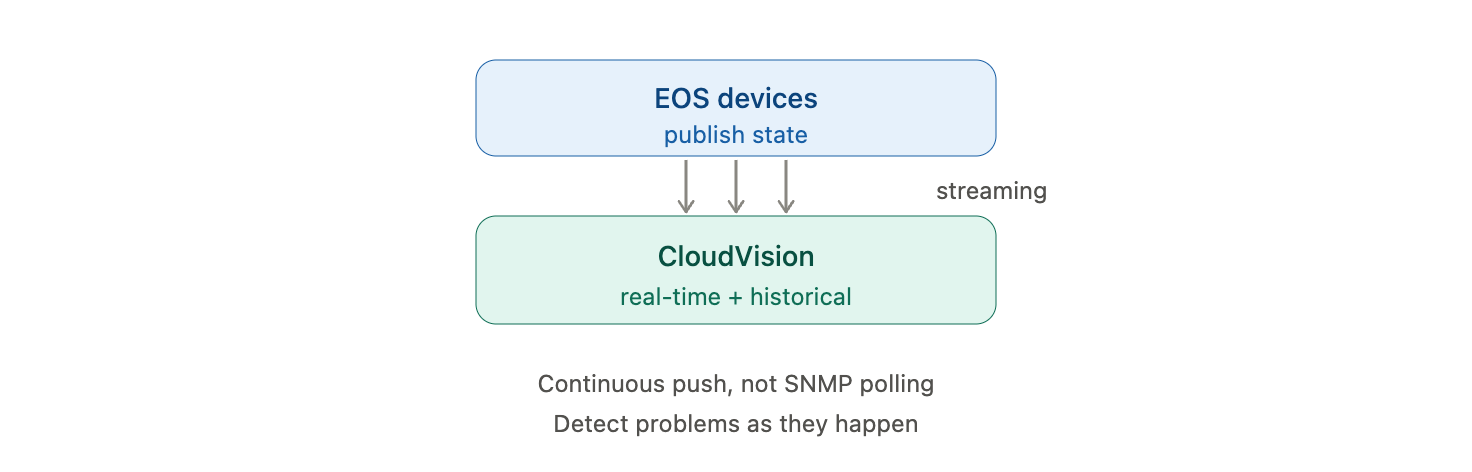 EOS devices
publish state
streaming
CloudVision
real-time + historical
Continuous push, not SNMP polling
Detect problems as they happen